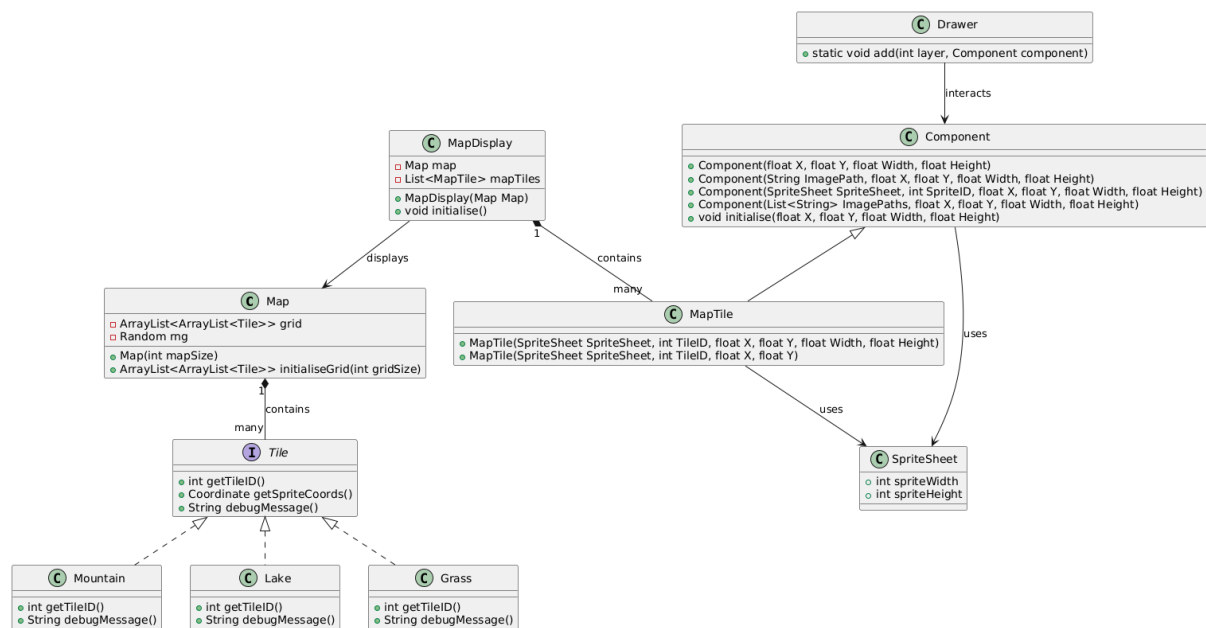 C Drawer
static void add(int layer, Component component)
interacts
C MapDisplay
Map map
List<MapTile> mapTiles
MapDisplay(Map Map)
void initialise()
C Component
Component(float X, float Y, float Width, float Height)
Component(String ImagePath, float X, float Y, float Width, float Height)
Component(SpriteSheet SpriteSheet, int SpriteID, float X, float Y, float Width, float Height)
Component(List<String> ImagePaths, float X, float Y, float Width, float Height)
void initialise(float X, float Y, float Width, float Height)
1
displays
contains
many
C Map
ArrayList<ArrayList<Tile>> grid
Random rng
Map(int mapSize)
ArrayList<ArrayList<Tile>> initialiseGrid(int gridSize)
C MapTile
MapTile(SpriteSheet SpriteSheet, int TileID, float X, float Y, float Width, float Height)
MapTile(SpriteSheet SpriteSheet, int TileID, float X, float Y)
uses
1
contains
many
uses
I Tile
int getTileID()
Coordinate getSpriteCoords()
String debugMessage()
C SpriteSheet
int spriteWidth
int spriteHeight
C Mountain
int getTileID()
String debugMessage()
C Lake
int getTileID()
String debugMessage()
C Grass
int getTileID()
String debugMessage()